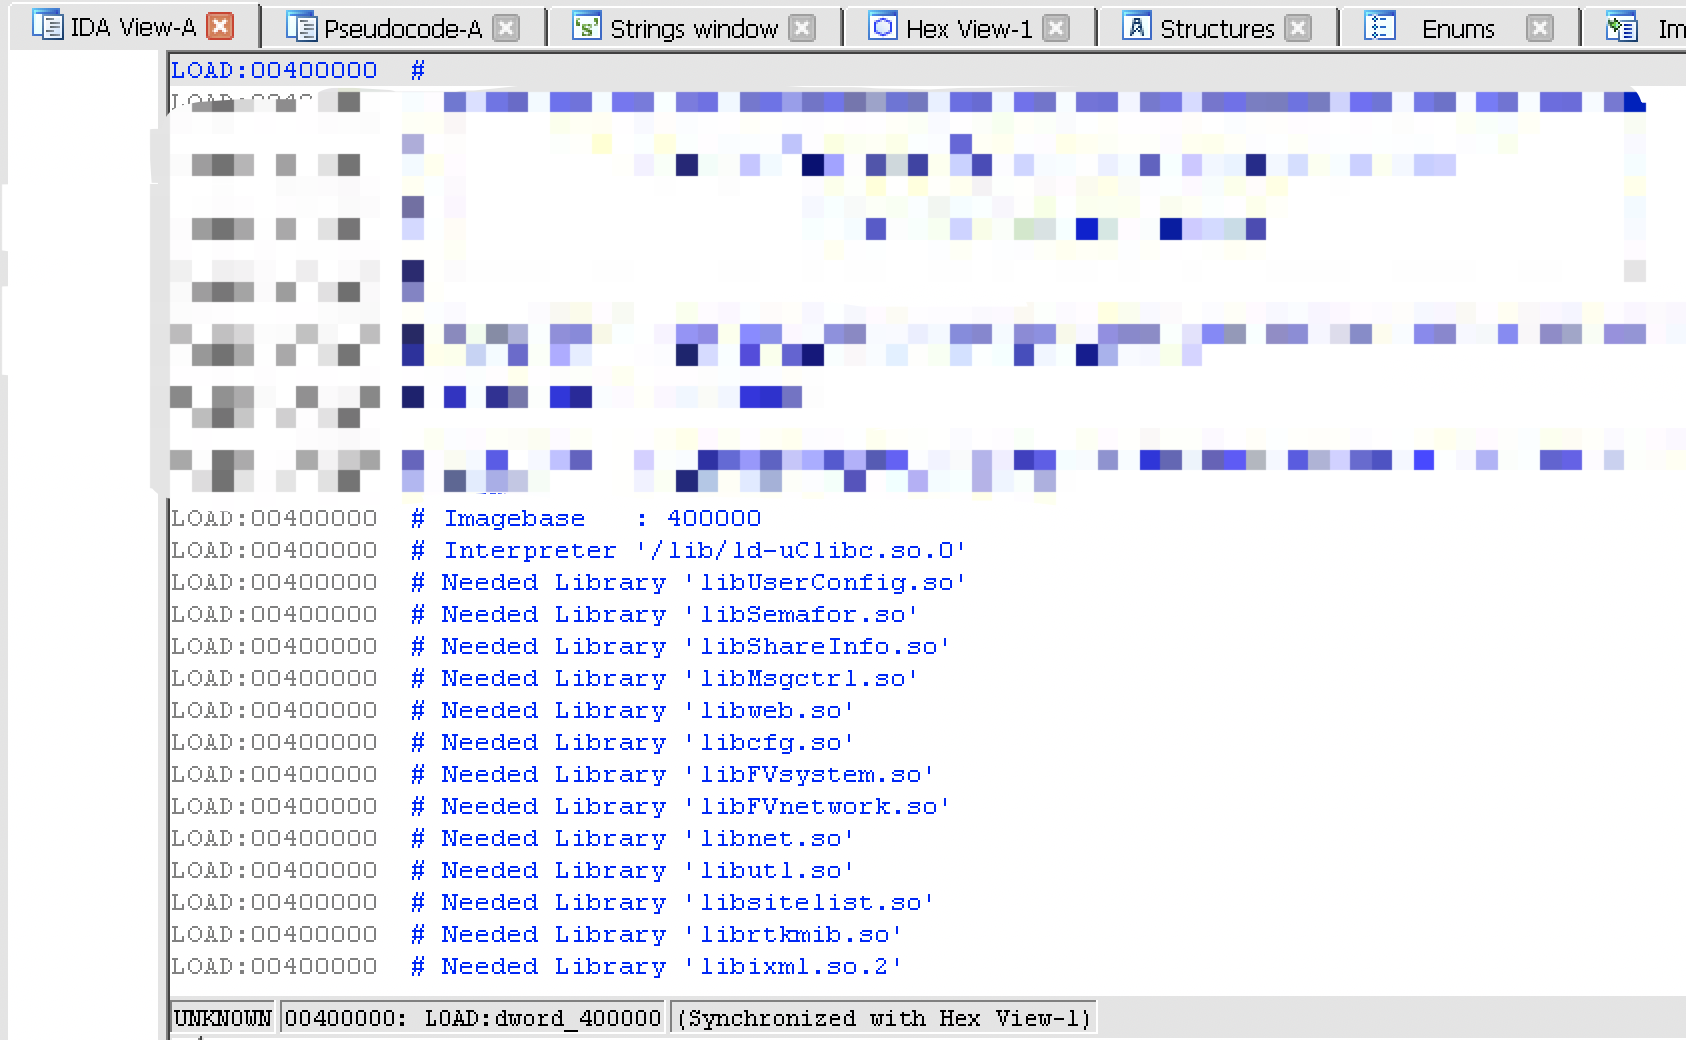 IDA View-A Pseudocode-A Strings window Hex View-1 Structures Enums
LOAD:00400000 #
LOAD:00400000 # Imagebase : 400000
LOAD:00400000 # Interpreter '/lib/ld-uClibc.so.0'
LOAD:00400000 # Needed Library 'libUserConfig.so'
LOAD:00400000 # Needed Library 'libSemafor.so'
LOAD:00400000 # Needed Library 'libShareInfo.so'
LOAD:00400000 # Needed Library 'libMsgctrl.so'
LOAD:00400000 # Needed Library 'libweb.so'
LOAD:00400000 # Needed Library 'libcfg.so'
LOAD:00400000 # Needed Library 'libFVsystem.so'
LOAD:00400000 # Needed Library 'libFVnetwork.so'
LOAD:00400000 # Needed Library 'libnet.so'
LOAD:00400000 # Needed Library 'libutl.so'
LOAD:00400000 # Needed Library 'libsitelist.so'
LOAD:00400000 # Needed Library 'librtkmib.so'
LOAD:00400000 # Needed Library 'libixml.so.2'
UNKNOWN 00400000: LOAD:dword_400000 (Synchronized with Hex View-1)